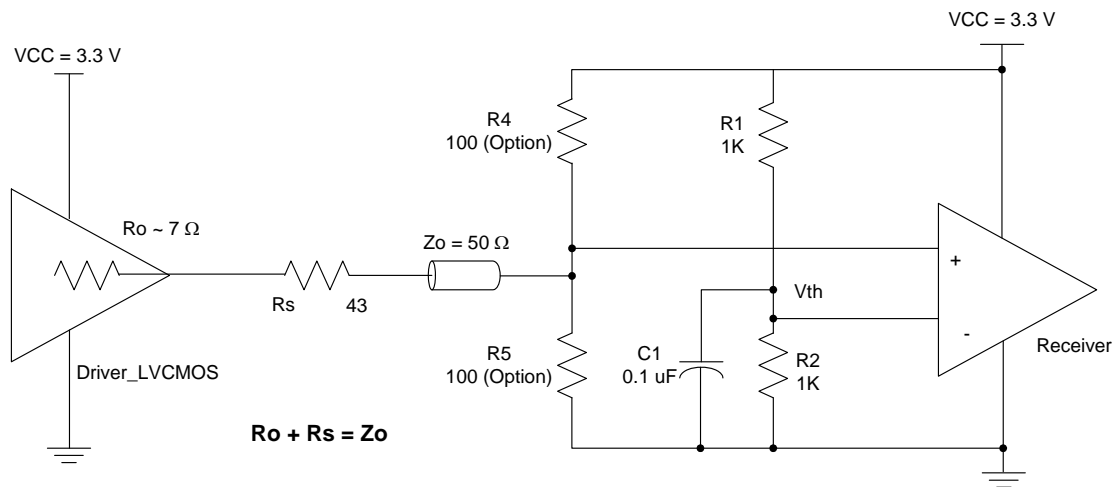 VCC = 3.3 V
VCC = 3.3 V
R4
100 (Option)
R1
1K
Ro ~ 7 Ω
Zo = 50 Ω
+
Rs
43
Vth
-
Receiver
R5
100 (Option)
C1
0.1 uF
R2
1K
Driver_LVCMOS
Ro + Rs = Zo